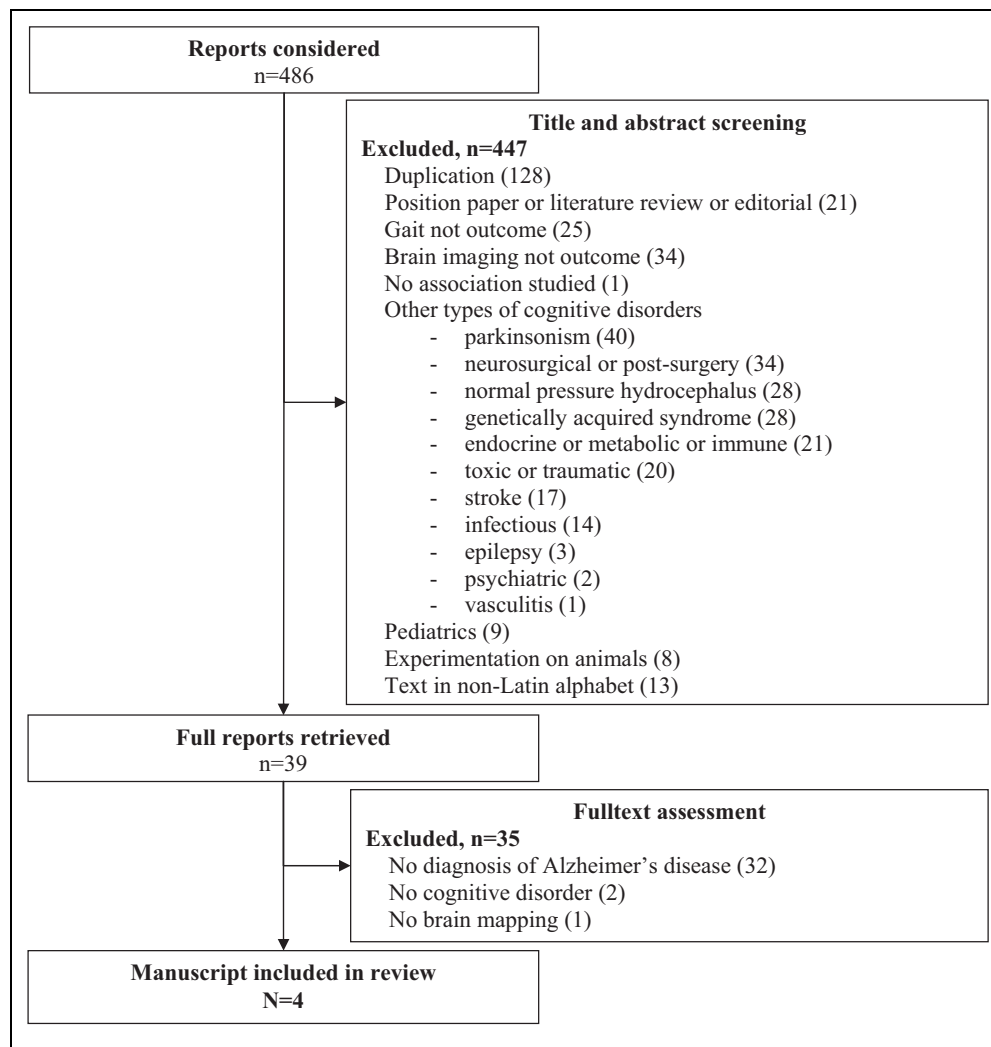 Reports considered
n=486
Title and abstract screening
Excluded, n=447
Duplication (128)
Position paper or literature review or editorial (21)
Gait not outcome (25)
Brain imaging not outcome (34)
No association studied (1)
Other types of cognitive disorders
- parkinsonism (40)
- neurosurgical or post-surgery (34)
- normal pressure hydrocephalus (28)
- genetically acquired syndrome (28)
- endocrine or metabolic or immune (21)
- toxic or traumatic (20)
- stroke (17)
- infectious (14)
- epilepsy (3)
- psychiatric (2)
- vasculitis (1)
Pediatrics (9)
Experimentation on animals (8)
Text in non-Latin alphabet (13)
Full reports retrieved
n=39
Fulltext assessment
Excluded, n=35
No diagnosis of Alzheimer’s disease (32)
No cognitive disorder (2)
No brain mapping (1)
Manuscript included in review
N=4